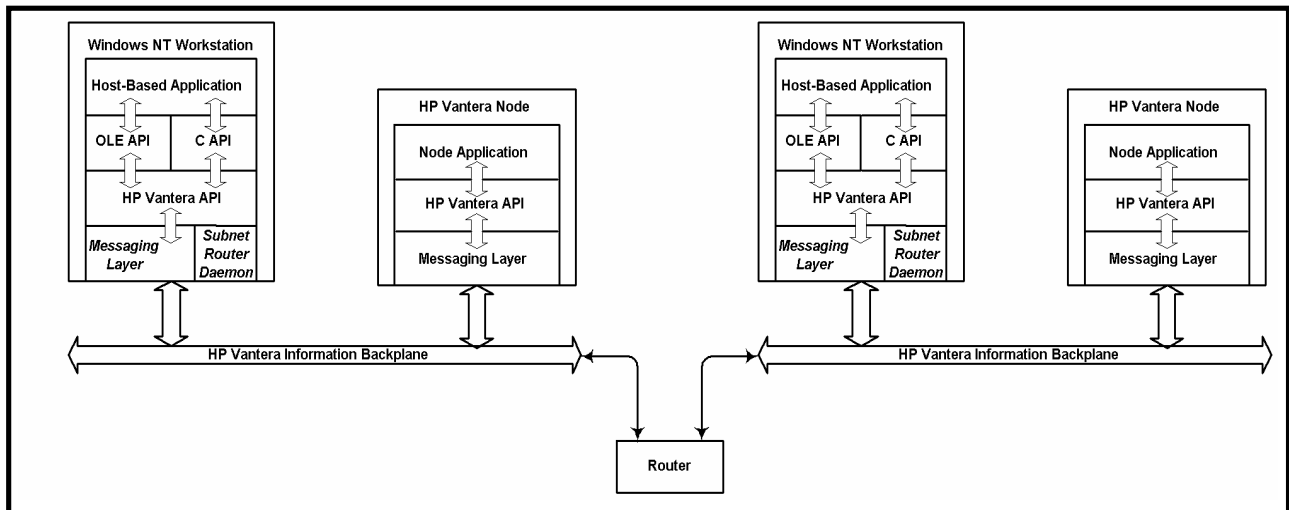 Windows NT Workstation
Host-Based Application
OLE API
C API
HP Vantera API
Messaging
Layer
Subnet
Router
Daemon
HP Vantera Node
Node Application
HP Vantera API
Messaging Layer
HP Vantera Information Backplane
Windows NT Workstation
Host-Based Application
OLE API
C API
HP Vantera API
Messaging
Layer
Subnet
Router
Daemon
HP Vantera Node
Node Application
HP Vantera API
Messaging Layer
HP Vantera Information Backplane
Router